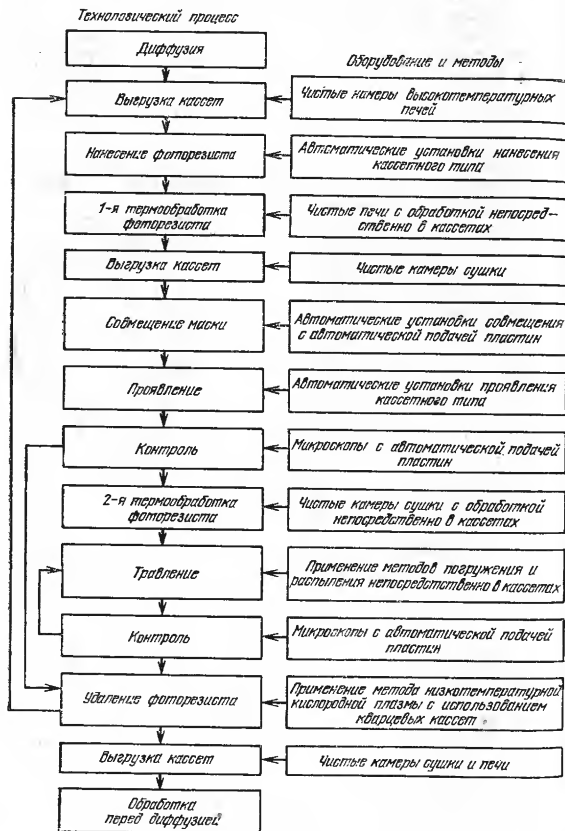 Технологический процесс
Диффузия
Оборудование и методы
Выгрузка кассет
Чистые камеры высокотемпературных
печей
Нанесение фоторезиста
Автоматические установки нанесения
кассетного типа
1-я термообработка
фоторезиста
Чистые печи с обработкой непосред-
ственно в кассетах
Выгрузка кассет
Чистые камеры сушки
Совмещение маски
Автоматические установки совмещения
с автоматической подачей пластин
Проявление
Автоматические установки проявления
кассетного типа
Контроль
Микроскопы с автоматической подачей
пластин
2-я термообработка
фоторезиста
Чистые камеры сушки с обработкой
непосредственно в кассетах
Травление
Применение методов погружения и
распыления непосредственно в кассетах
Контроль
Микроскопы с автоматической подачей
пластин
Удаление фоторезиста
Применение метода низкотемпературной
кислородной плазмы с использованием
кварцевых кассет
Выгрузка кассет
Чистые камеры сушки и печи
Обработка
перед диффузией